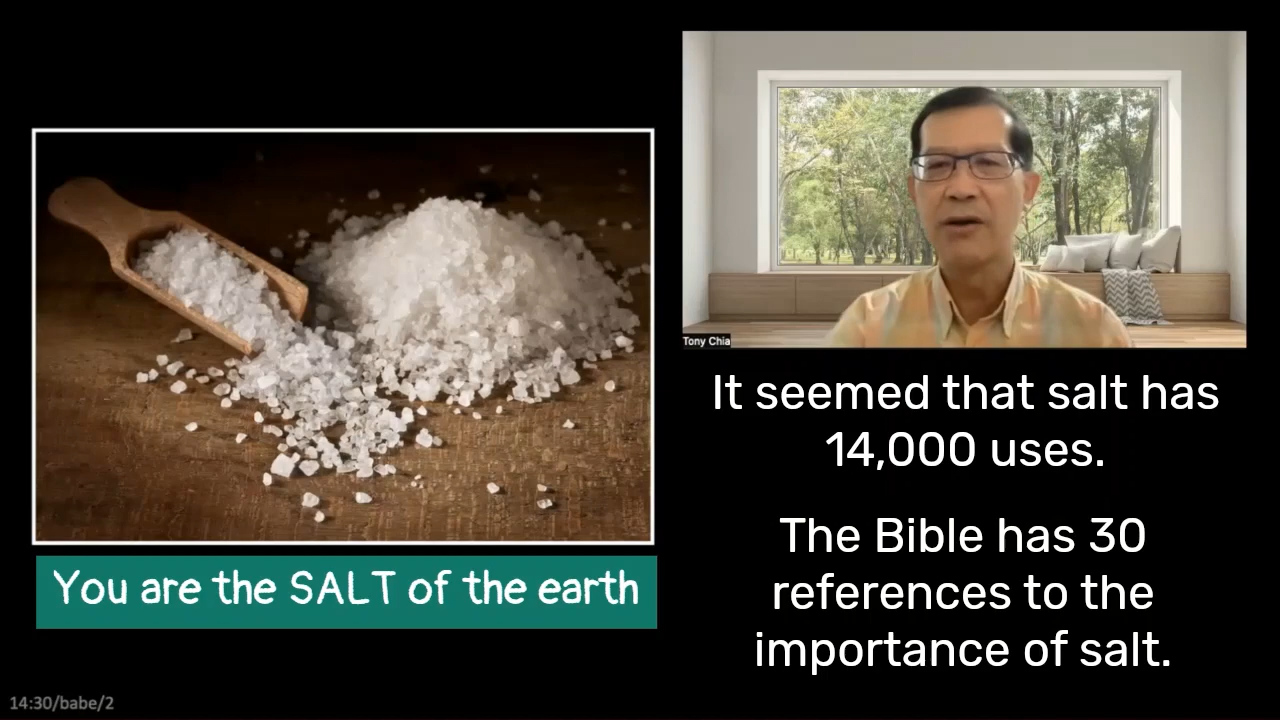 Tony Chia
It seemed that salt has
14,000 uses.
The Bible has 30
references to the
importance of salt.
You are the SALT of the earth
14:30/babe/2